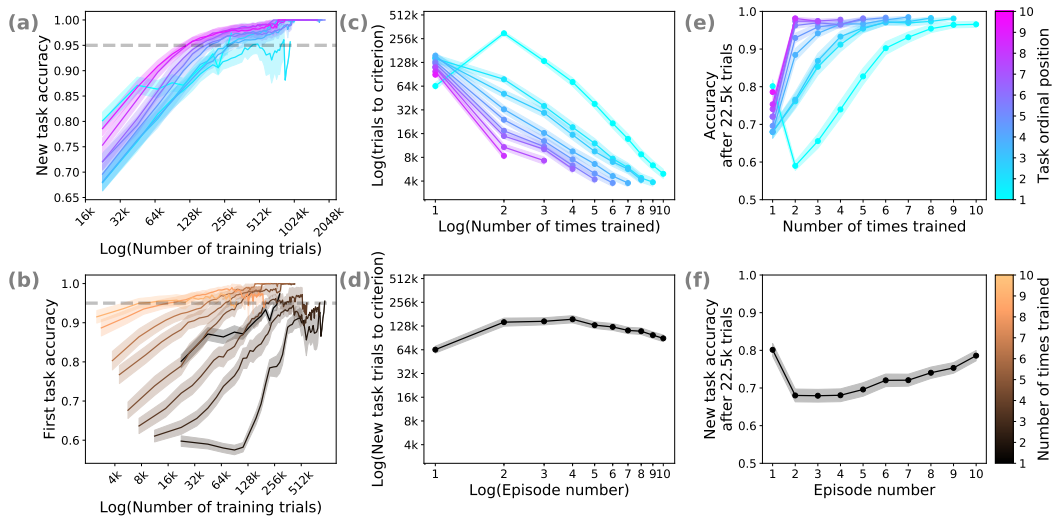 (a)
New task accuracy
1.00
0.95
0.90
0.85
0.80
0.75
0.70
0.65
16k
32k
64k
128k
256k
512k
1024k
2048k
Log(Number of training trials)
(c)
Log(trials to criterion)
512k
256k
128k
64k
32k
16k
8k
4k
1
2
3
4
5
6
7
8
910
Log(Number of times trained)
(e)
Accuracy
after 22.5k trials
1.0
0.9
0.8
0.7
0.6
0.5
1
2
3
4
5
6
7
8
9
10
Number of times trained
10
9
8
7
6
5
4
3
2
1
Task ordinal position
(b)
First task accuracy
1.0
0.9
0.8
0.7
0.6
4k
8k
16k
32k
64k
128k
256k
512k
Log(Number of training trials)
(d)
Log(New task trials to criterion)
512k
256k
128k
64k
32k
16k
8k
4k
1
2
3
4
5
6
7
8
910
Log(Episode number)
(f)
New task accuracy
after 22.5k trials
1.0
0.9
0.8
0.7
0.6
0.5
1
2
3
4
5
6
7
8
9
10
Episode number
10
9
8
7
6
5
4
3
2
1
Number of times trained